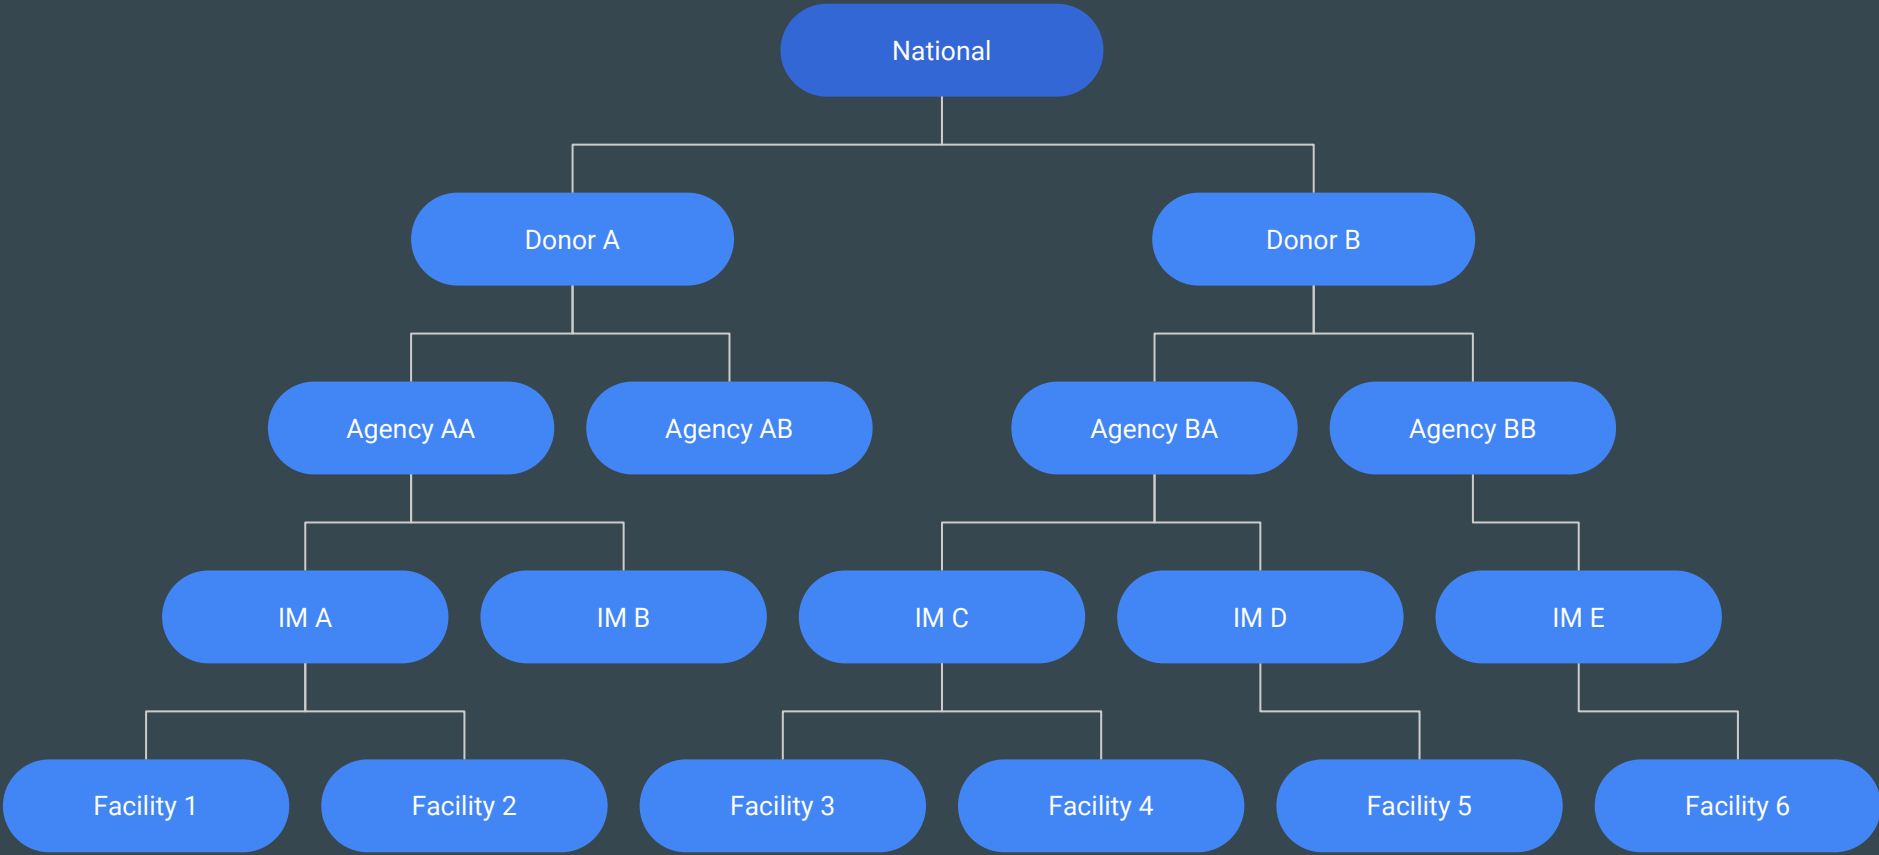 National
Donor A
Donor B
Agency AA
Agency AB
Agency BA
Agency BB
IM A
IM B
IM C
IM D
IM E
Facility 1
Facility 2
Facility 3
Facility 4
Facility 5
Facility 6